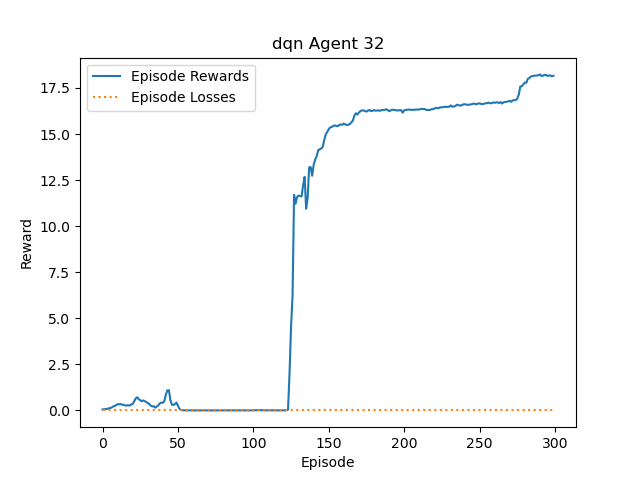 dqn Agent 32
Episode Rewards
Episode Losses
17.5
15.0
12.5
10.0
7.5
5.0
2.5
0.0
Reward
0 50 100 150 200 250 300
Episode